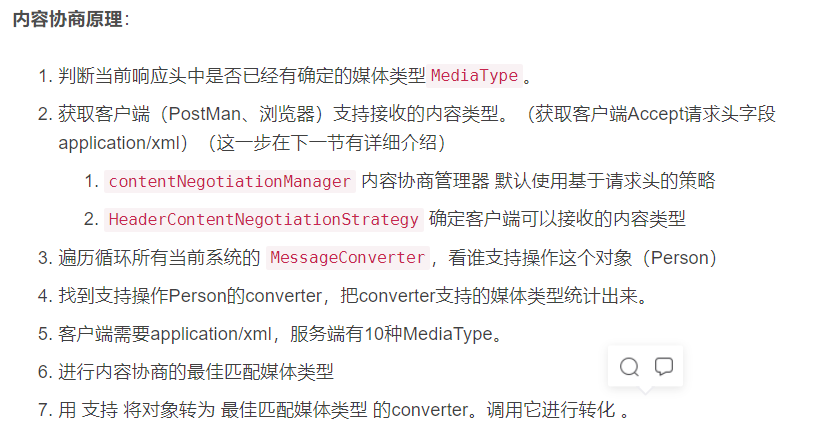 内容协商原理：
1. 判断当前响应头中是否已经有确定的媒体类型MediaType。
2. 获取客户端（PostMan、浏览器）支持接收的内容类型。（获取客户端Accept请求头字段
application/xml）（这一步在下一节有详细介绍）
1. contentNegotiationManager 内容协商管理器 默认使用基于请求头的策略
2. HeaderContentNegotiationStrategy 确定客户端可以接收的内容类型
3. 遍历循环所有当前系统的 MessageConverter，看谁支持操作这个对象（Person）
4. 找到支持操作Person的converter，把converter支持的媒体类型统计出来。
5. 客户端需要application/xml，服务端有10种MediaType。
6. 进行内容协商的最佳匹配媒体类型
7. 用 支持 将对象转为 最佳匹配媒体类型 的converter。调用它进行转化 。